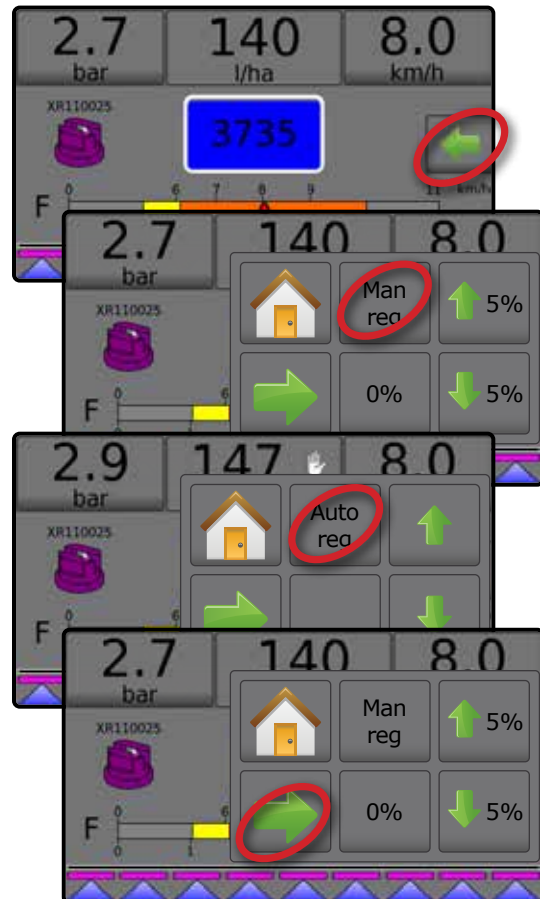 2.7 140 8.0
bar l/ha km/h
XR110025
3735
0 6 7 8 9 11 km/h
F
2.7 140 8.0
bar
XR110025
Man
reg
5%
0% 5%
0 6
F
0 1
2.9 147 8.0
bar
XR110025
Auto
reg
0 6
F
2.7 140 8.0
bar
XR110025
Man
reg
5%
0% 5%
0 6
F
0 1